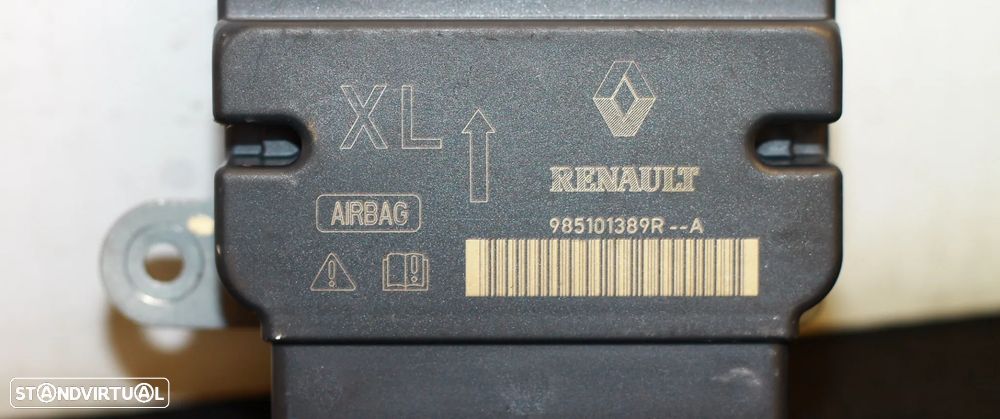 XL
RENAULT
AIRBAG
985101389R--A
STANDVIRTUAL